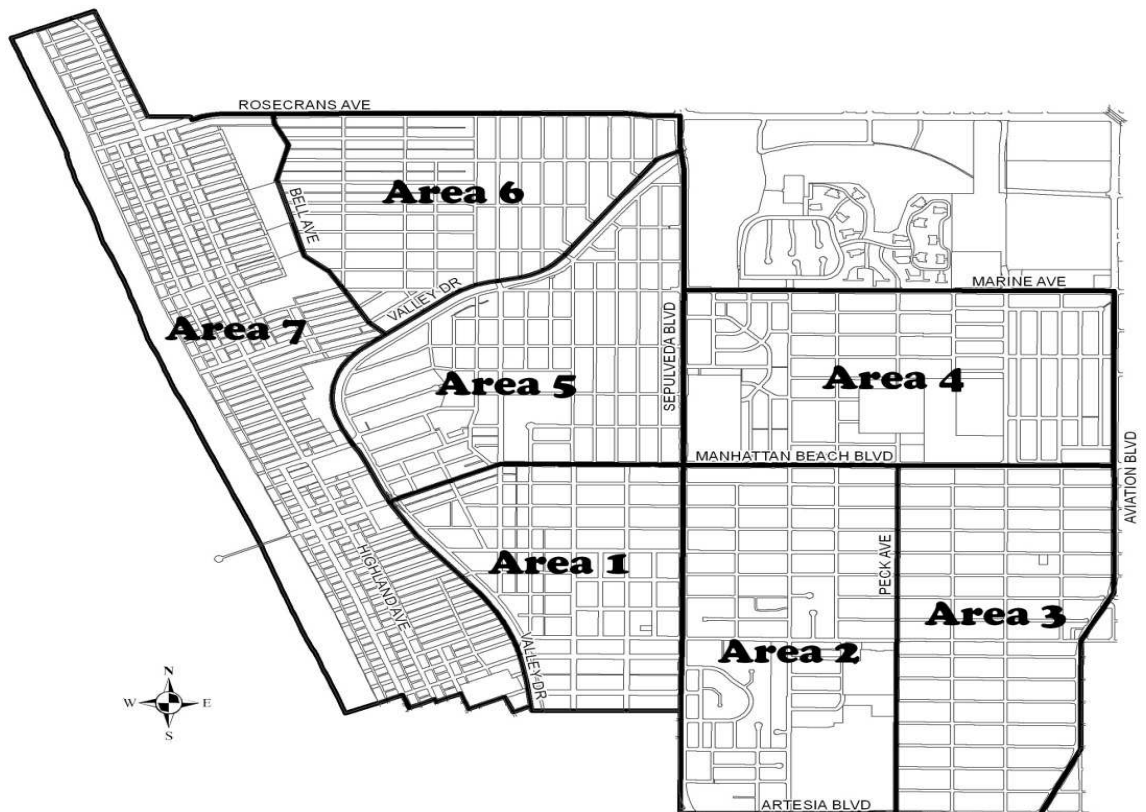 ROSECRANS AVE
Area 6
BELL AVE
MARINE AVE
VALLEY DR
Area 7
SEPULVEDA BLVD
Area 5
Area 4
MANHATTAN BEACH BLVD
AVIATION BLVD
HIGHLAND AVE
Area 1
PECK AVE
Area 3
VALLEY DR
Area 2
N
W
E
S
ARTESIA BLVD